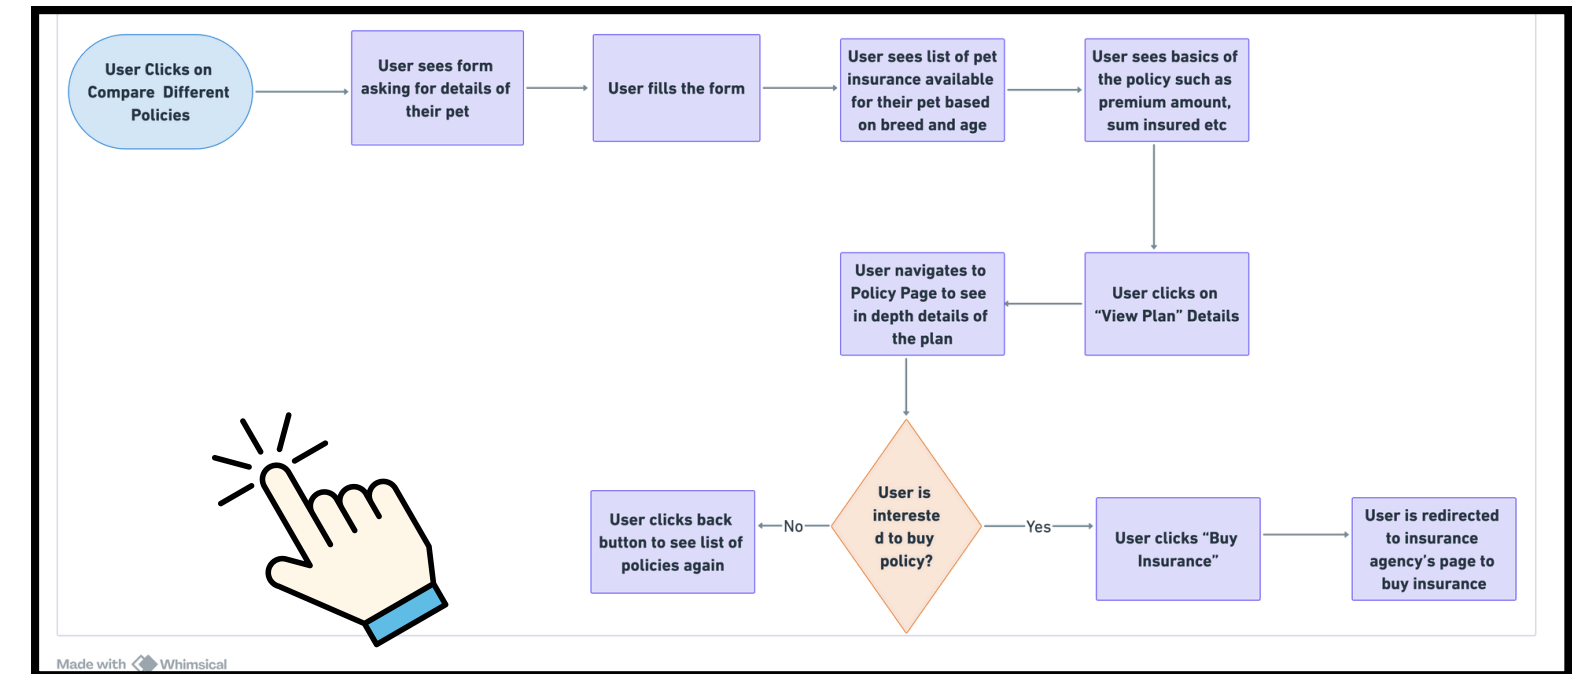 User Clicks on
Compare Different
Policies
User sees form
asking for details of
their pet
User fills the form
User sees list of pet
insurance available
for their pet based
on breed and age
User sees basics of
the policy such as
premium amount,
sum insured etc
User navigates to
Policy Page to see
in depth details of
the plan
User clicks on
“View Plan” Details
User clicks back
button to see list of
policies again
No
User is
intereste
d to buy
policy?
Yes
User clicks “Buy
Insurance”
User is redirected
to insurance
agency’s page to
buy insurance
Made with Whimsical